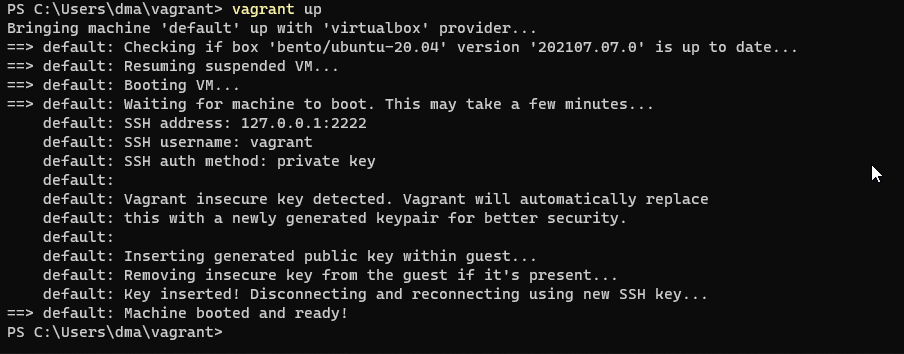 PS C:\Users\dma\vagrant> vagrant up
Bringing machine 'default' up with 'virtualbox' provider...
==> default: Checking if box 'bento/ubuntu-20.04' version '202107.07.0' is up to date...
==> default: Resuming suspended VM...
==> default: Booting VM...
==> default: Waiting for machine to boot. This may take a few minutes...
    default: SSH address: 127.0.0.1:2222
    default: SSH username: vagrant
    default: SSH auth method: private key
    default:
    default: Vagrant insecure key detected. Vagrant will automatically replace
    default: this with a newly generated keypair for better security.
    default:
    default: Inserting generated public key within guest...
    default: Removing insecure key from the guest if it's present...
    default: Key inserted! Disconnecting and reconnecting using new SSH key...
==> default: Machine booted and ready!
PS C:\Users\dma\vagrant>